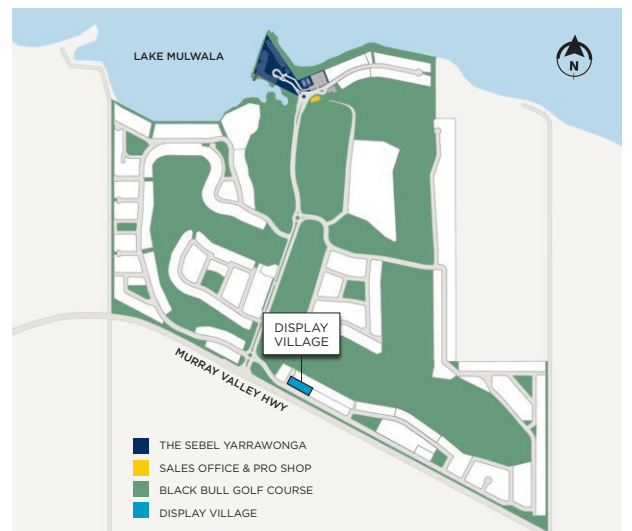 LAKE MULWALA
N
DISPLAY
VILLAGE
MURRAY VALLEY HWY
THE SEBEL YARRAWONGA
SALES OFFICE & PRO SHOP
BLACK BULL GOLF COURSE
DISPLAY VILLAGE